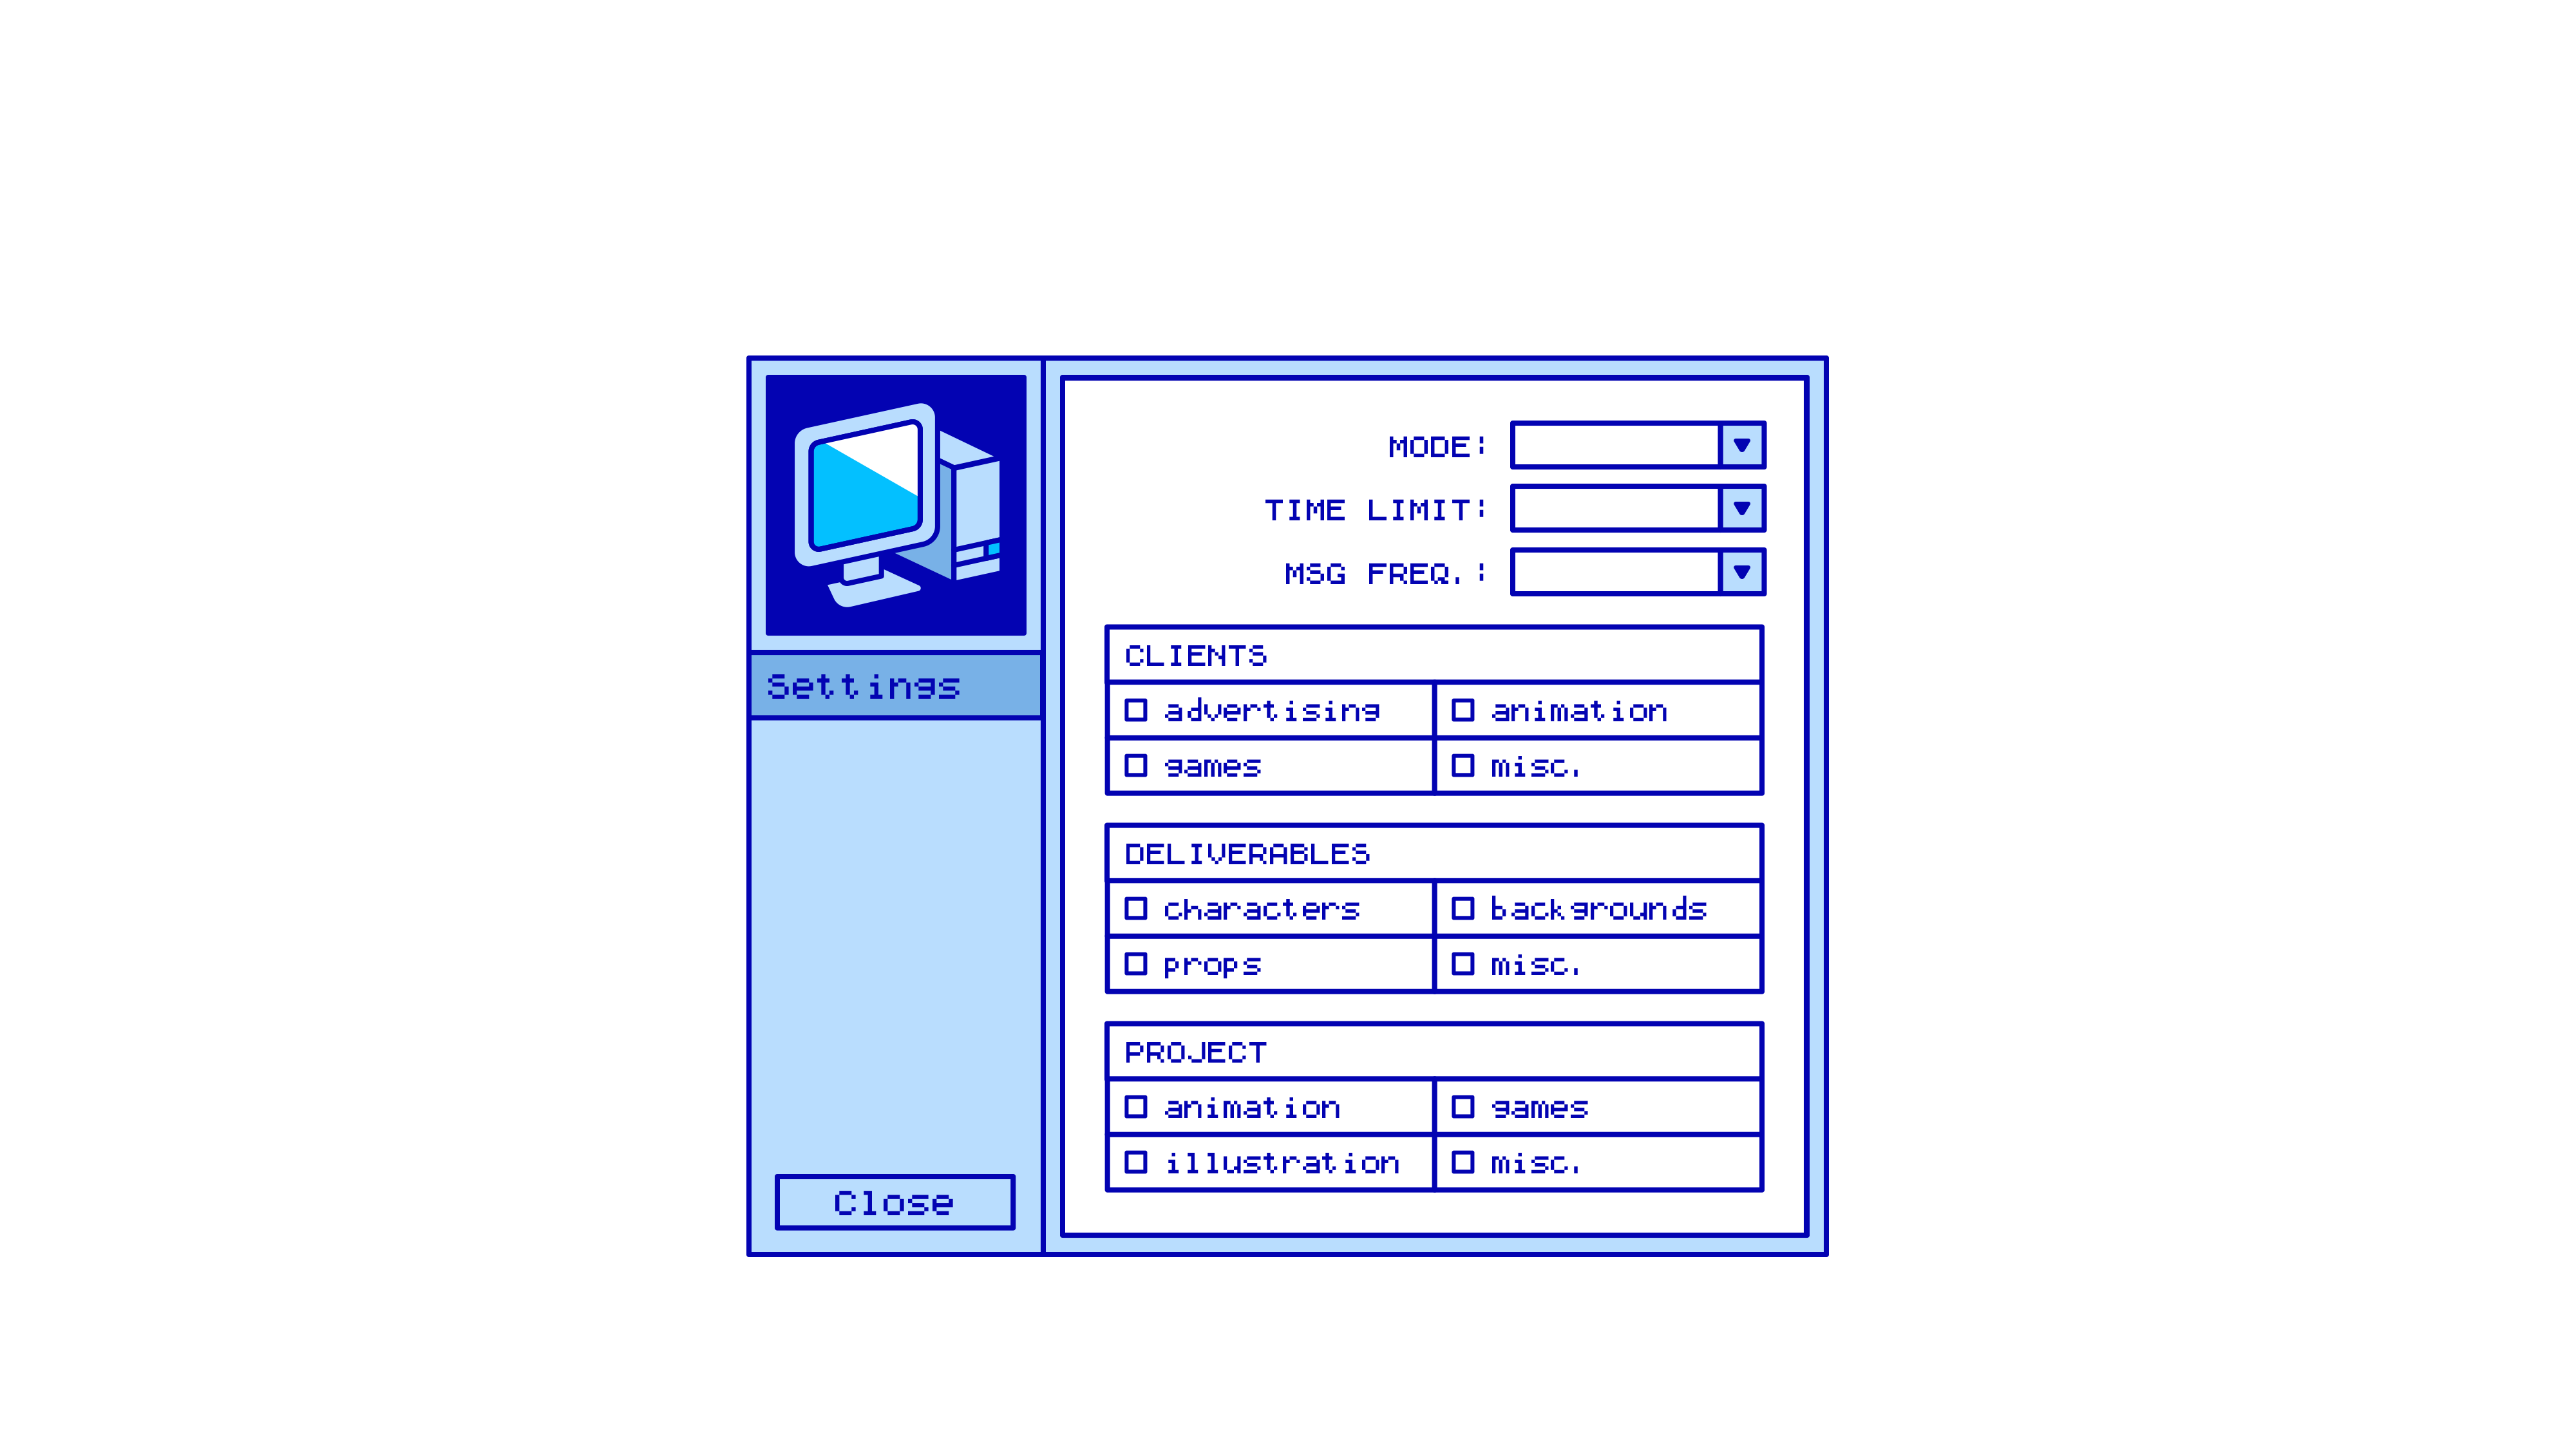 Settings
Close
MODE:
TIME LIMIT:
MSG FREQ.:
CLIENTS
advertising animation
games misc.
DELIVERABLES
characters backgrounds
props misc.
PROJECT
animation games
illustration misc.